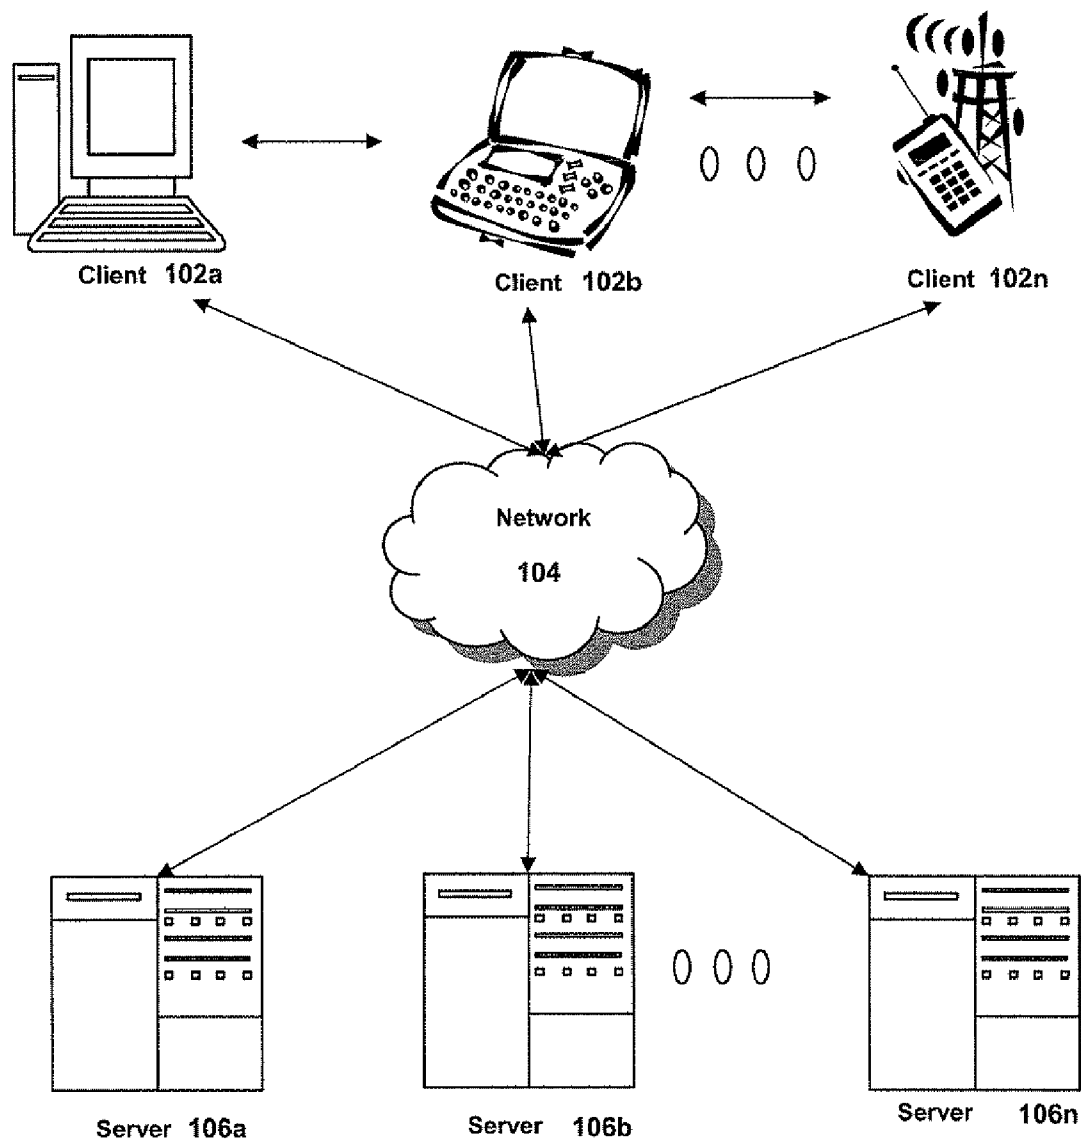 Client 102a
Client 102b
Client 102n
Network
104
Server 106a
Server 106b
Server 106n